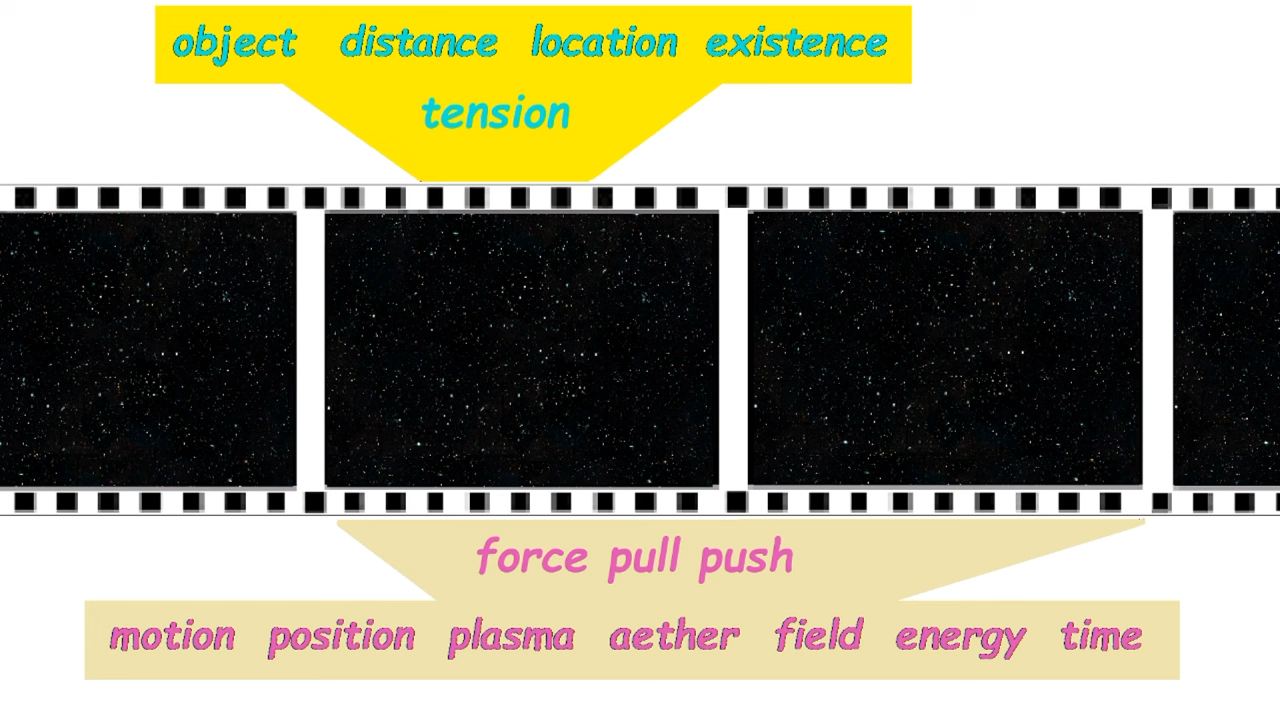 object distance location existence
tension
force pull push
motion position plasma aether field energy time